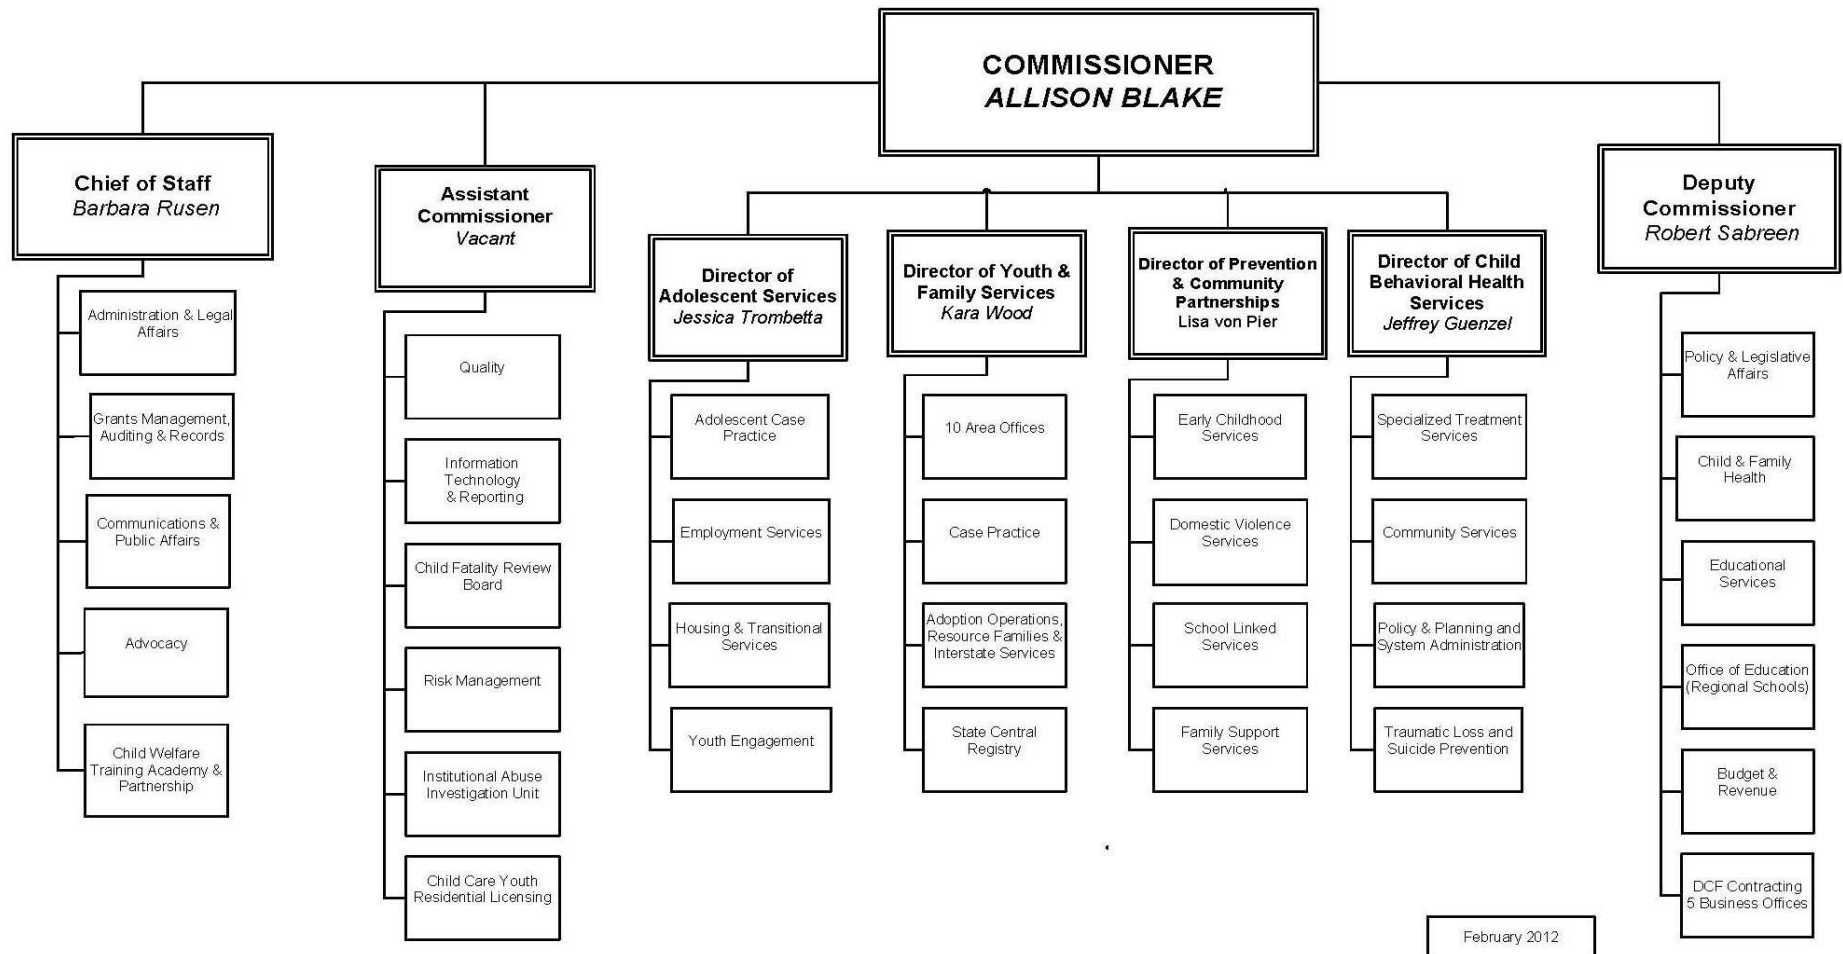 COMMISSIONER
ALLISON BLAKE
Chief of Staff
Barbara Rusen
Administration & Legal
Affairs
Grants Management,
Auditing & Records
Communications &
Public Affairs
Advocacy
Child Welfare
Training Academy &
Partnership
Assistant
Commissioner
Vacant
Quality
Information
Technology
& Reporting
Child Fatality Review
Board
Risk Management
Institutional Abuse
Investigation Unit
Child Care Youth
Residential Licensing
Director of
Adolescent Services
Jessica Trombetta
Adolescent Case
Practice
Employment Services
Housing & Transitional
Services
Youth Engagement
Director of Youth &
Family Services
Kara Wood
10 Area Offices
Case Practice
Adoption Operations,
Resource Families &
Interstate Services
State Central
Registry
Director of Prevention
& Community
Partnerships
Lisa von Pier
Early Childhood
Services
Domestic Violence
Services
School Linked
Services
Family Support
Services
Director of Child
Behavioral Health
Services
Jeffrey Guenzel
Specialized Treatment
Services
Community Services
Policy & Planning and
System Administration
Traumatic Loss and
Suicide Prevention
Deputy
Commissioner
Robert Sabreen
Policy & Legislative
Affairs
Child & Family
Health
Educational
Services
Office of Education
(Regional Schools)
Budget &
Revenue
DCF Contracting
5 Business Offices
February 2012